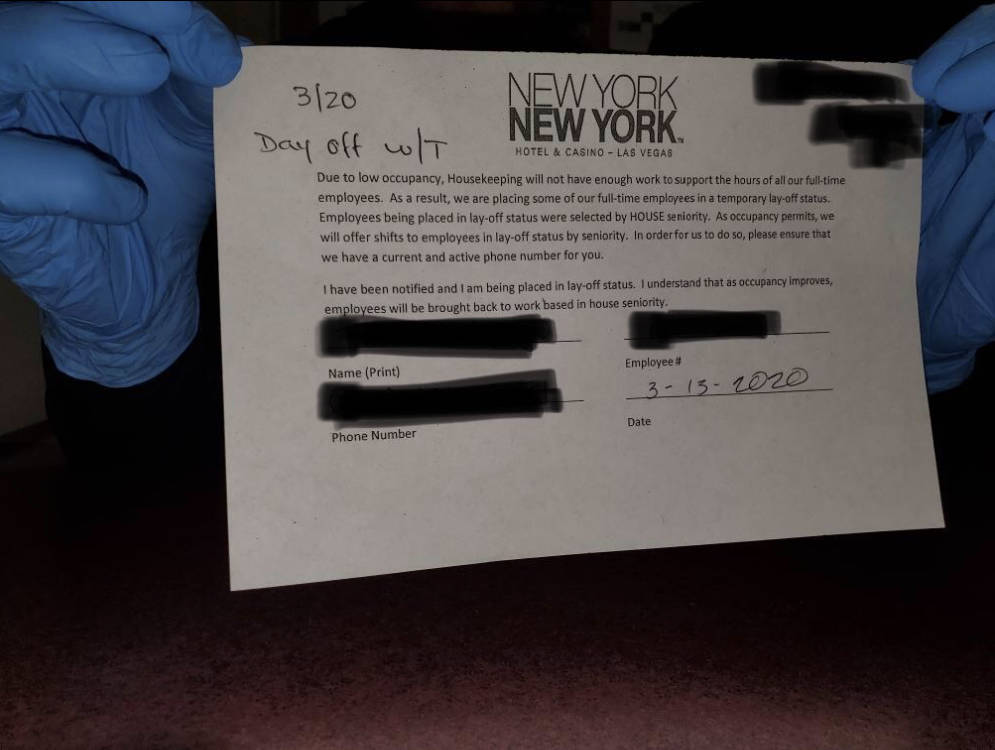 3/20
Day off w/T
NEW YORK
NEW YORK™
HOTEL & CASINO – LAS VEGAS
Due to low occupancy, Housekeeping will not have enough work to support the hours of all our full-time
employees. As a result, we are placing some of our full-time employees in a temporary lay-off status.
Employees being placed in lay-off status were selected by HOUSE seniority. As occupancy permits, we
will offer shifts to employees in lay-off status by seniority. In order for us to do so, please ensure that
we have a current and active phone number for you.
I have been notified and I am being placed in lay-off status. I understand that as occupancy improves,
employees will be brought back to work based in house seniority.
Name (Print)
Employee #
3-13-2020
Phone Number
Date